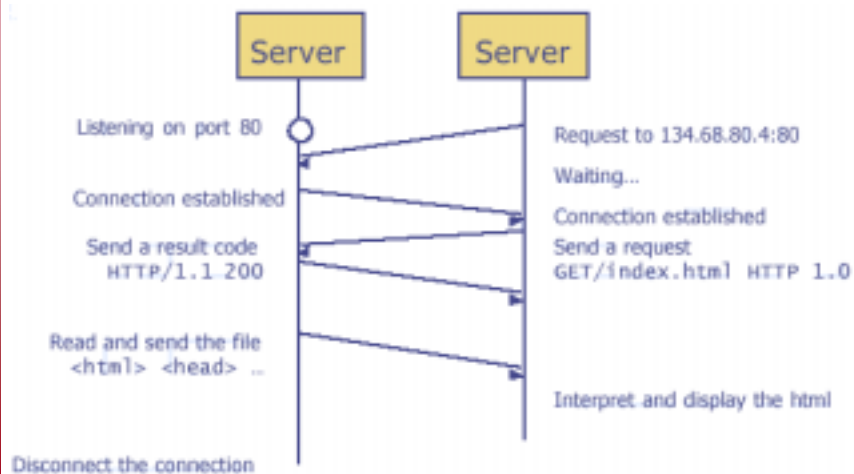 Server
Server
Listening on port 80
Request to 134.68.80.4:80
Waiting...
Connection established
Connection established
Send a result code
HTTP/1.1 200
Send a request
GET/index.html HTTP 1.0
Read and send the file
<html> <head> ...
Interpret and display the html
Disconnect the connection